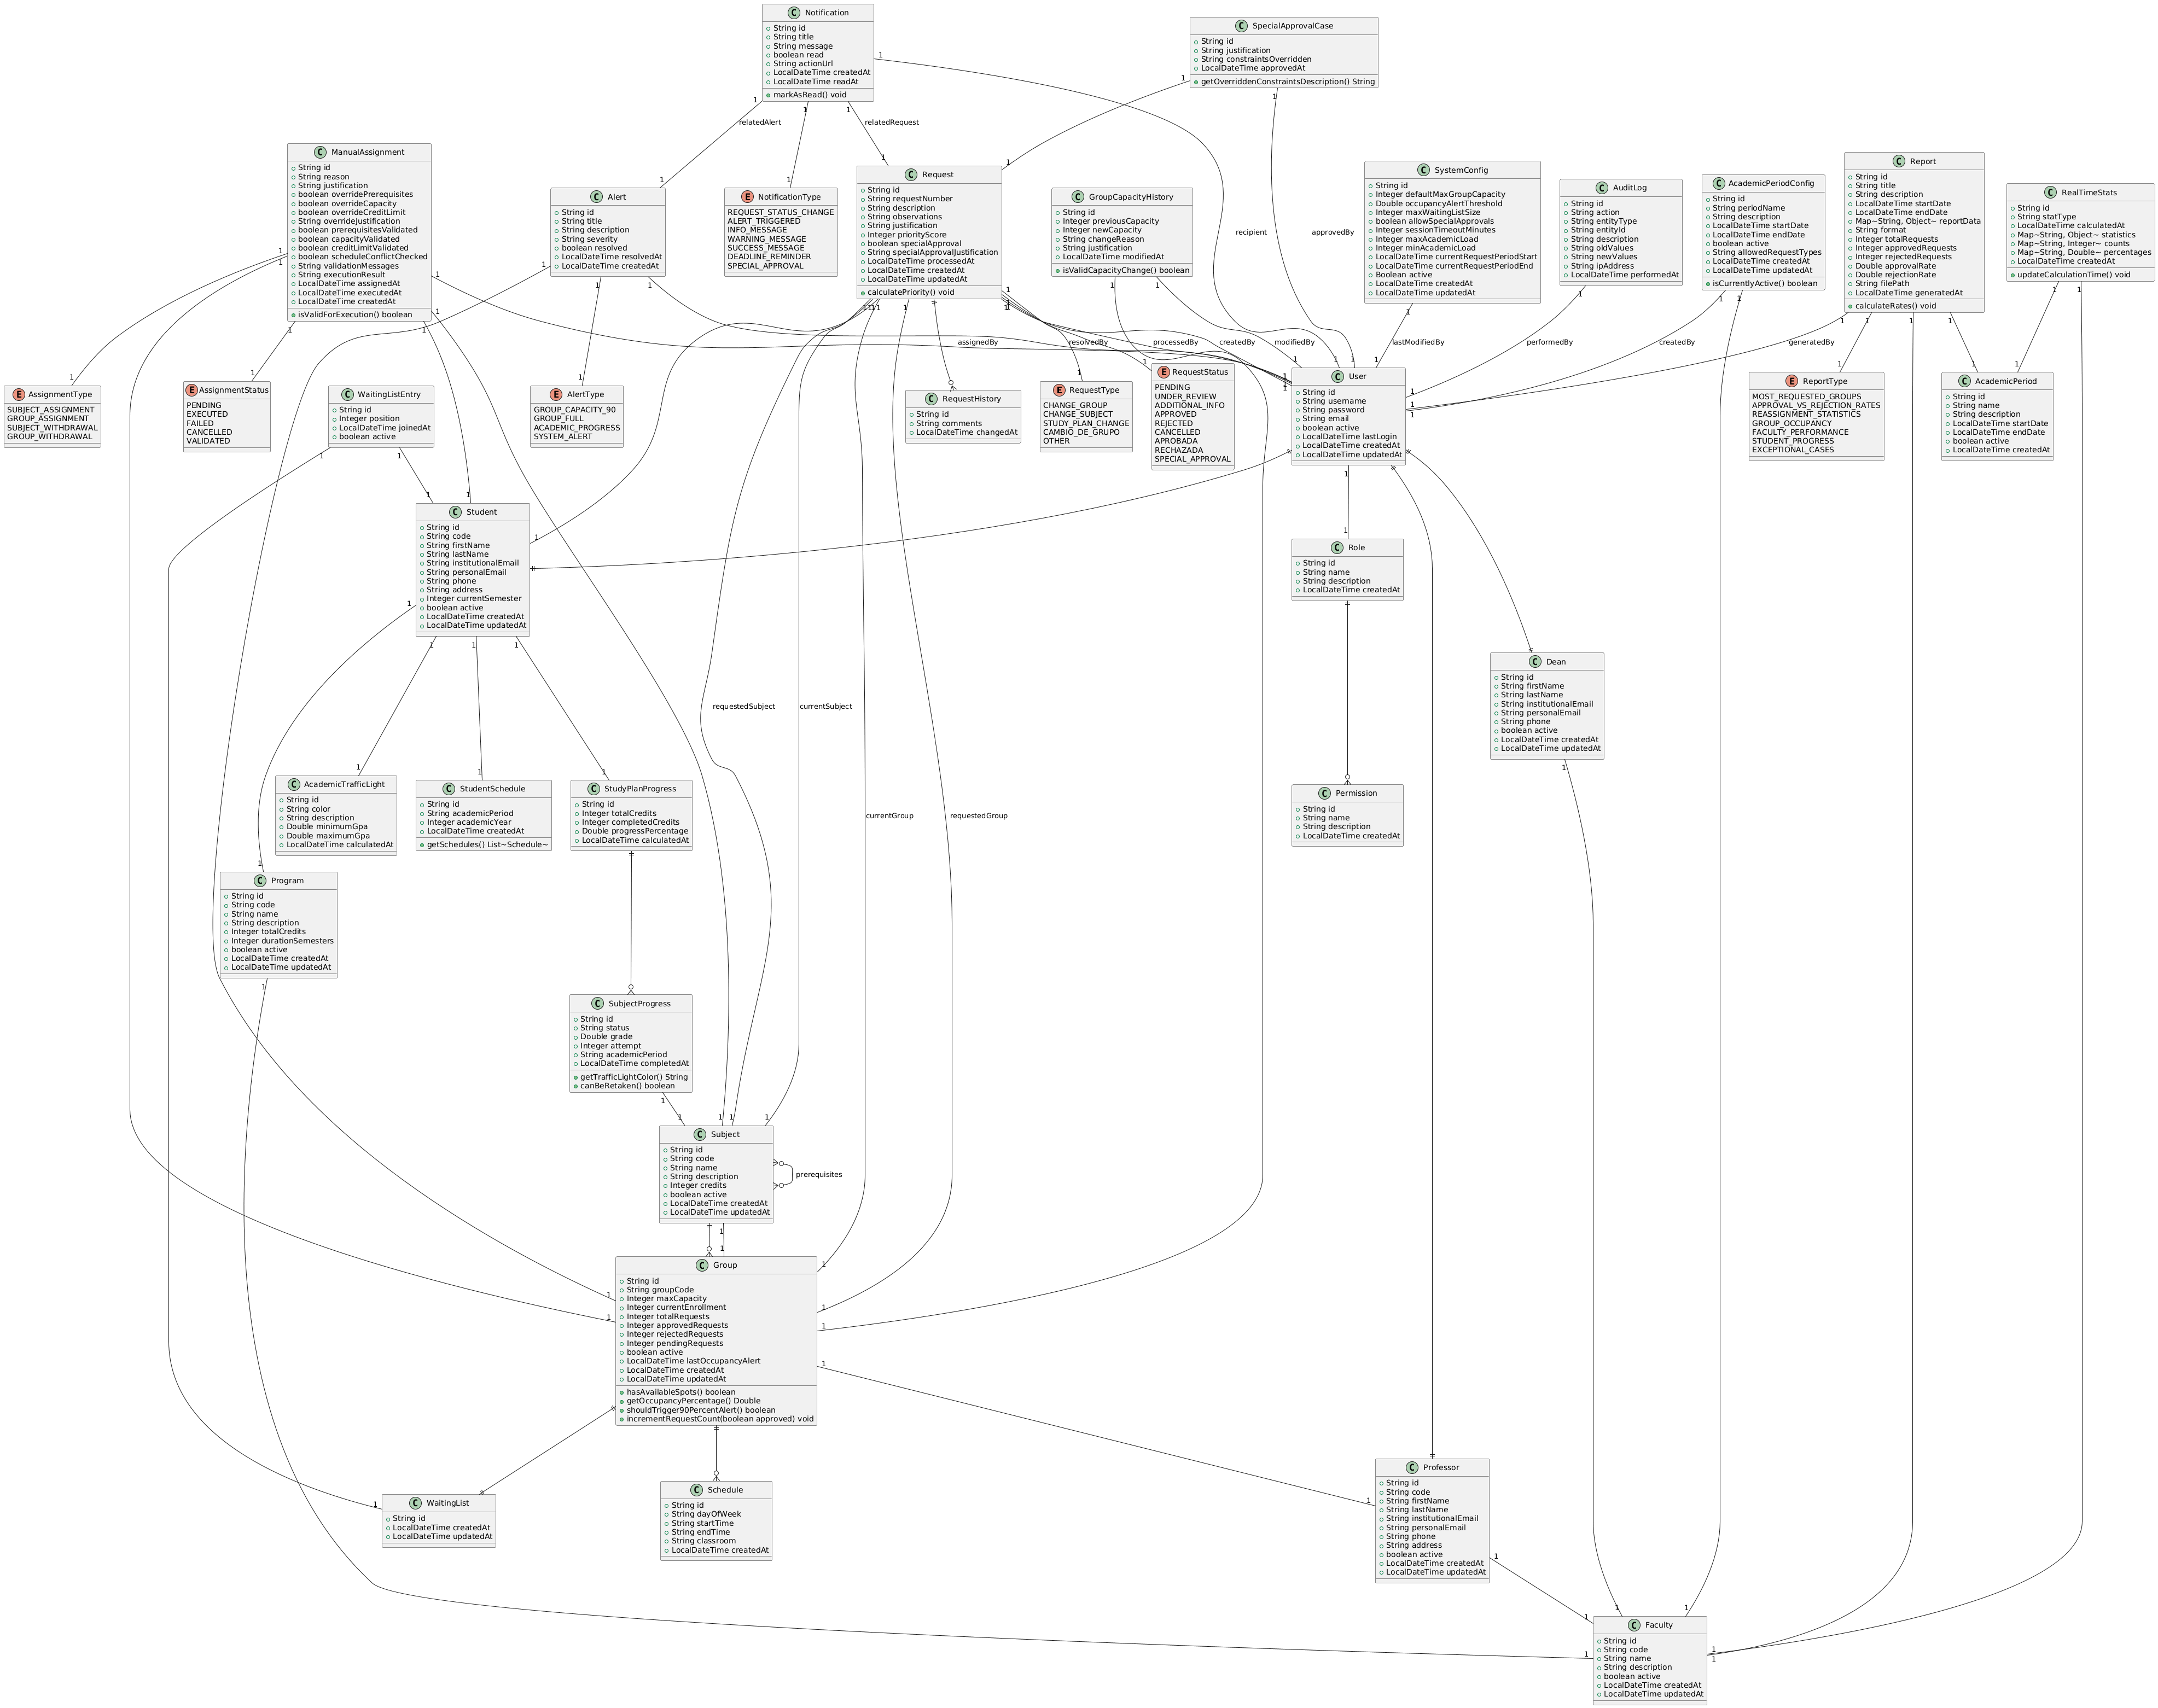 Notification
String id
String title
String message
boolean read
String actionUrl
LocalDateTime createdAt
LocalDateTime readAt
markAsRead() void
SpecialApprovalCase
String id
String justification
String constraintsOverridden
LocalDateTime approvedAt
getOverriddenConstraintsDescription() String
1
1
1
1
1
1
relatedAlert
relatedRequest
recipient
approvedBy
ManualAssignment
String id
String reason
String justification
boolean overridePrerequisites
boolean overrideCapacity
boolean overrideCreditLimit
String overrideJustification
boolean prerequisitesValidated
boolean capacityValidated
boolean creditLimitValidated
boolean scheduleConflictChecked
String validationMessages
String executionResult
LocalDateTime assignedAt
LocalDateTime executedAt
LocalDateTime createdAt
isValidForExecution() boolean
Alert
String id
String title
String description
String severity
boolean resolved
LocalDateTime resolvedAt
LocalDateTime createdAt
NotificationType
REQUEST_STATUS_CHANGE
ALERT_TRIGGERED
INFO_MESSAGE
WARNING_MESSAGE
SUCCESS_MESSAGE
DEADLINE_REMINDER
SPECIAL_APPROVAL
Request
String id
String requestNumber
String description
String observations
String justification
Integer priorityScore
boolean specialApproval
String specialApprovalJustification
LocalDateTime processedAt
LocalDateTime createdAt
LocalDateTime updatedAt
calculatePriority() void
GroupCapacityHistory
String id
Integer previousCapacity
Integer newCapacity
String changeReason
String justification
LocalDateTime modifiedAt
isValidCapacityChange() boolean
SystemConfig
String id
Integer defaultMaxGroupCapacity
Double occupancyAlertThreshold
Integer maxWaitingListSize
boolean allowSpecialApprovals
Integer sessionTimeoutMinutes
Integer maxAcademicLoad
Integer minAcademicLoad
LocalDateTime currentRequestPeriodStart
LocalDateTime currentRequestPeriodEnd
Boolean active
LocalDateTime createdAt
LocalDateTime updatedAt
AuditLog
String id
String action
String entityType
String entityId
String description
String oldValues
String newValues
String ipAddress
LocalDateTime performedAt
AcademicPeriodConfig
String id
String periodName
String description
LocalDateTime startDate
LocalDateTime endDate
boolean active
String allowedRequestTypes
LocalDateTime createdAt
LocalDateTime updatedAt
isCurrentlyActive() boolean
Report
String id
String title
String description
LocalDateTime startDate
LocalDateTime endDate
Map~String, Object~ reportData
String format
Integer totalRequests
Integer approvedRequests
Integer rejectedRequests
Double approvalRate
Double rejectionRate
String filePath
LocalDateTime generatedAt
calculateRates() void
RealTimeStats
String id
String statType
LocalDateTime calculatedAt
Map~String, Object~ statistics
Map~String, Integer~ counts
Map~String, Double~ percentages
LocalDateTime createdAt
updateCalculationTime() void
assignedBy
resolvedBy
processedBy
createdBy
modifiedBy
lastModifiedBy
performedBy
createdBy
generatedBy
AssignmentType
SUBJECT_ASSIGNMENT
GROUP_ASSIGNMENT
SUBJECT_WITHDRAWAL
GROUP_WITHDRAWAL
AssignmentStatus
PENDING
EXECUTED
FAILED
CANCELLED
VALIDATED
WaitingListEntry
String id
Integer position
LocalDateTime joinedAt
boolean active
AlertType
GROUP_CAPACITY_90
GROUP_FULL
ACADEMIC_PROGRESS
SYSTEM_ALERT
RequestHistory
String id
String comments
LocalDateTime changedAt
RequestType
CHANGE_GROUP
CHANGE_SUBJECT
STUDY_PLAN_CHANGE
CAMBIO_DE_GRUPO
OTHER
RequestStatus
PENDING
UNDER_REVIEW
ADDITIONAL_INFO
APPROVED
REJECTED
CANCELLED
APROBADA
RECHAZADA
SPECIAL_APPROVAL
User
String id
String username
String password
String email
boolean active
LocalDateTime lastLogin
LocalDateTime createdAt
LocalDateTime updatedAt
ReportType
MOST_REQUESTED_GROUPS
APPROVAL_VS_REJECTION_RATES
REASSIGNMENT_STATISTICS
GROUP_OCCUPANCY
FACULTY_PERFORMANCE
STUDENT_PROGRESS
EXCEPTIONAL_CASES
AcademicPeriod
String id
String name
String description
LocalDateTime startDate
LocalDateTime endDate
boolean active
LocalDateTime createdAt
Student
String id
String code
String firstName
String lastName
String institutionalEmail
String personalEmail
String phone
String address
Integer currentSemester
boolean active
LocalDateTime createdAt
LocalDateTime updatedAt
Role
String id
String name
String description
LocalDateTime createdAt
Dean
String id
String firstName
String lastName
String institutionalEmail
String personalEmail
String phone
boolean active
LocalDateTime createdAt
LocalDateTime updatedAt
requestedSubject
currentSubject
currentGroup
requestedGroup
AcademicTrafficLight
String id
String color
String description
Double minimumGpa
Double maximumGpa
LocalDateTime calculatedAt
StudentSchedule
String id
String academicPeriod
Integer academicYear
LocalDateTime createdAt
getSchedules() List~Schedule~
StudyPlanProgress
String id
Integer totalCredits
Integer completedCredits
Double progressPercentage
LocalDateTime calculatedAt
Permission
String id
String name
String description
LocalDateTime createdAt
Program
String id
String code
String name
String description
Integer totalCredits
Integer durationSemesters
boolean active
LocalDateTime createdAt
LocalDateTime updatedAt
SubjectProgress
String id
String status
Double grade
Integer attempt
String academicPeriod
LocalDateTime completedAt
getTrafficLightColor() String
canBeRetaken() boolean
Subject
String id
String code
String name
String description
Integer credits
boolean active
LocalDateTime createdAt
LocalDateTime updatedAt
prerequisites
Group
String id
String groupCode
Integer maxCapacity
Integer currentEnrollment
Integer totalRequests
Integer approvedRequests
Integer rejectedRequests
Integer pendingRequests
boolean active
LocalDateTime lastOccupancyAlert
LocalDateTime createdAt
LocalDateTime updatedAt
hasAvailableSpots() boolean
getOccupancyPercentage() Double
shouldTrigger90PercentAlert() boolean
incrementRequestCount(boolean approved) void
WaitingList
String id
LocalDateTime createdAt
LocalDateTime updatedAt
Schedule
String id
String dayOfWeek
String startTime
String endTime
String classroom
LocalDateTime createdAt
Professor
String id
String code
String firstName
String lastName
String institutionalEmail
String personalEmail
String phone
String address
boolean active
LocalDateTime createdAt
LocalDateTime updatedAt
Faculty
String id
String code
String name
String description
boolean active
LocalDateTime createdAt
LocalDateTime updatedAt